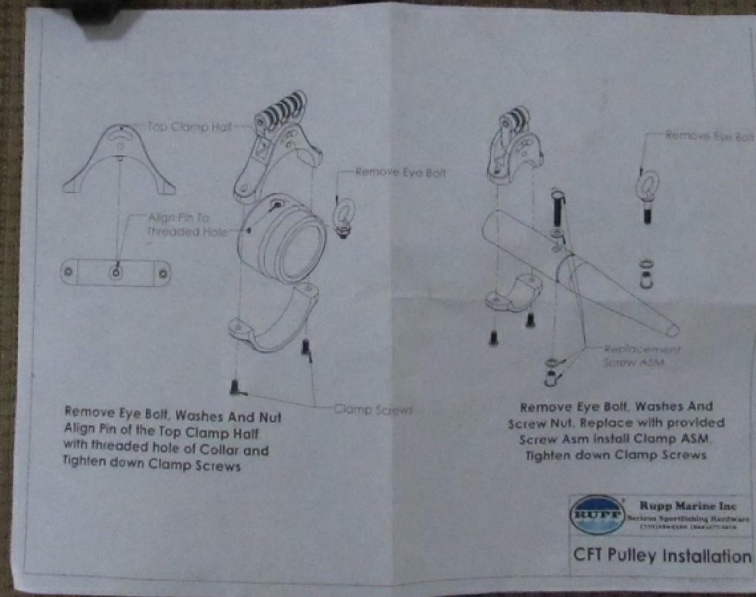 Top Clamp Half
Remove Eye Bolt
Align Pin To
Threaded Hole
Clamp Screws
Remove Eye Bolt, Washes And Nut
Align Pin of the Top Clamp Half
with threaded hole of Collar and
Tighten down Clamp Screws
Remove Eye Bolt
Replacement
Screw ASM
Remove Eye Bolt, Washes And
Screw Nut. Replace with provided
Screw Asm install Clamp ASM.
Tighten down Clamp Screws
RUPP
Rupp Marine Inc
Serious Sportfishing Hardware
CFT Pulley Installation